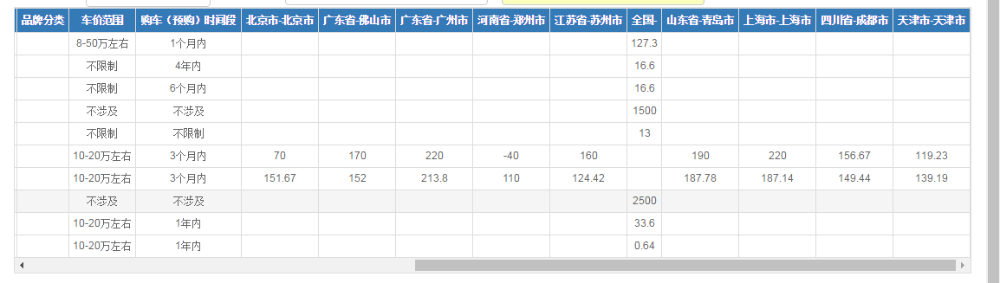 品牌分类 车价范围 购车（预购）时间段 北京市-北京市 广东省-佛山市 广东省-广州市 河南省-郑州市 江苏省-苏州市 全国- 山东省-青岛市 上海市-上海市 四川省-成都市 天津市-天津市
8-50万左右 1个月内 127.3
不限制 4年内 16.6
不限制 6个月内 16.6
不涉及 不涉及 1500
不限制 不限制 13
10-20万左右 3个月内 70 170 220 -40 160 190 220 156.67 119.23
10-20万左右 3个月内 151.67 152 213.8 110 124.42 187.78 187.14 149.44 139.19
不涉及 不涉及 2500
10-20万左右 1年内 33.6
10-20万左右 1年内 0.64